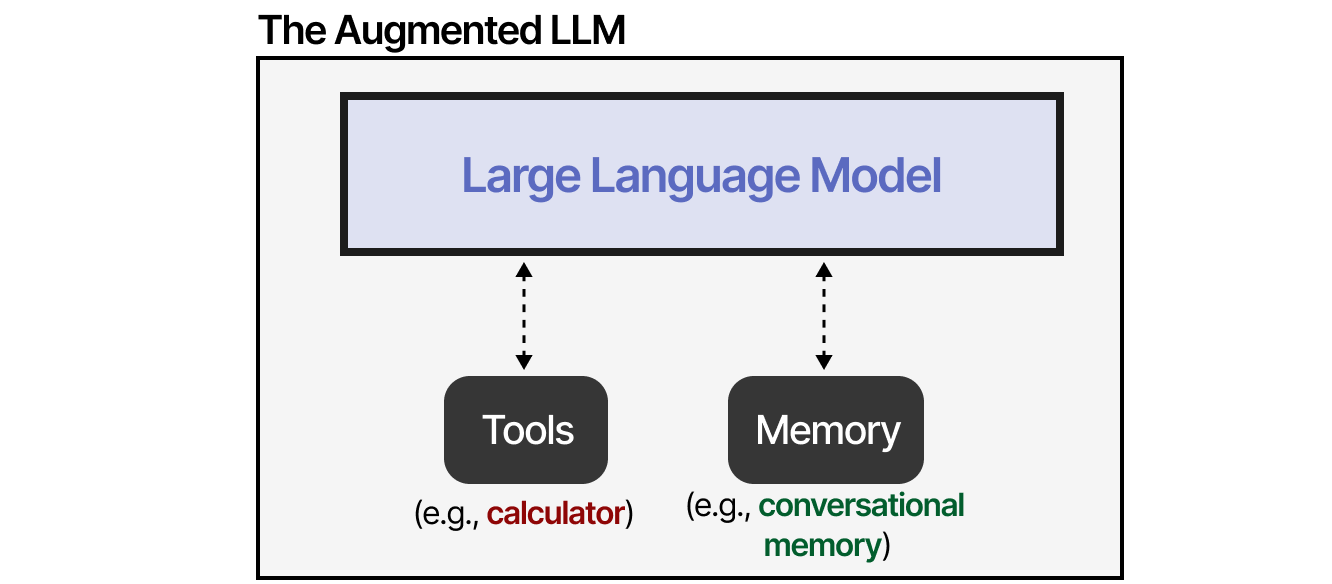 The Augmented LLM
Large Language Model
Tools
Memory
(e.g., calculator)
(e.g., conversational
memory)